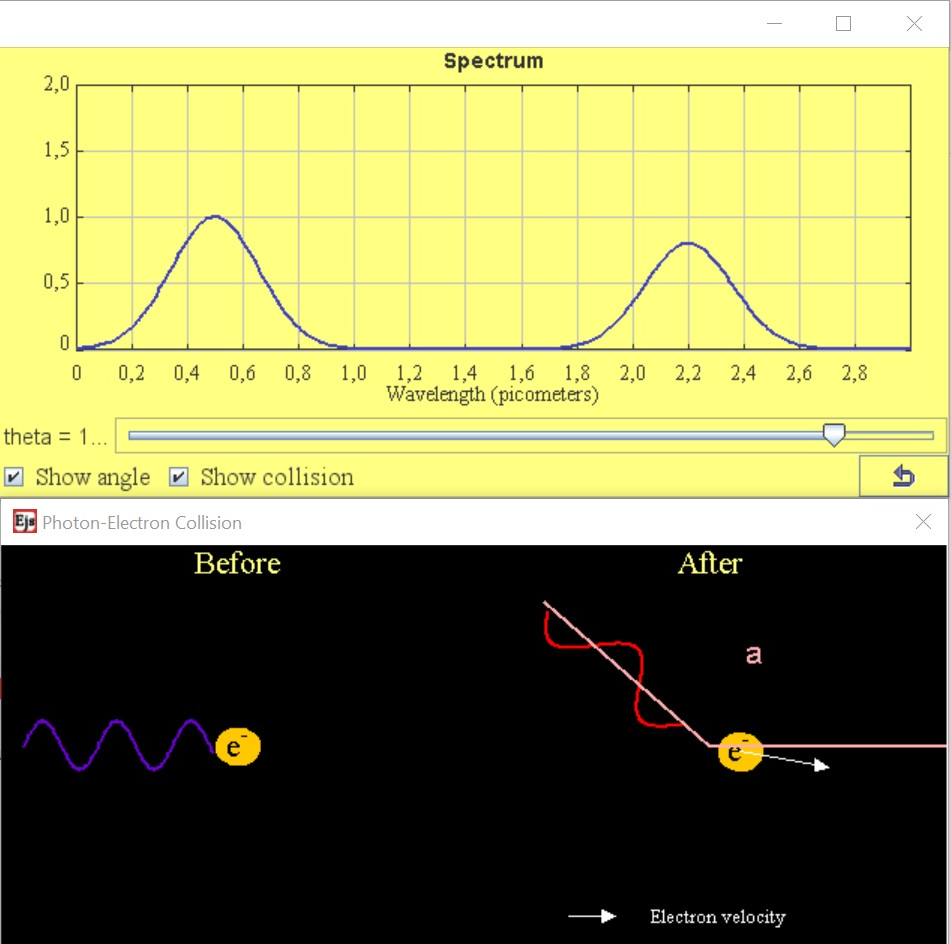 Spectrum
2,0
1,5
1,0
0,5
0
0 0,2 0,4 0,6 0,8 1,0 1,2 1,4 1,6 1,8 2,0 2,2 2,4 2,6 2,8
Wavelength (picometers)
theta = 1...
Show angle Show collision
Ejs Photon-Electron Collision
Before After
a
e- e-
Electron velocity